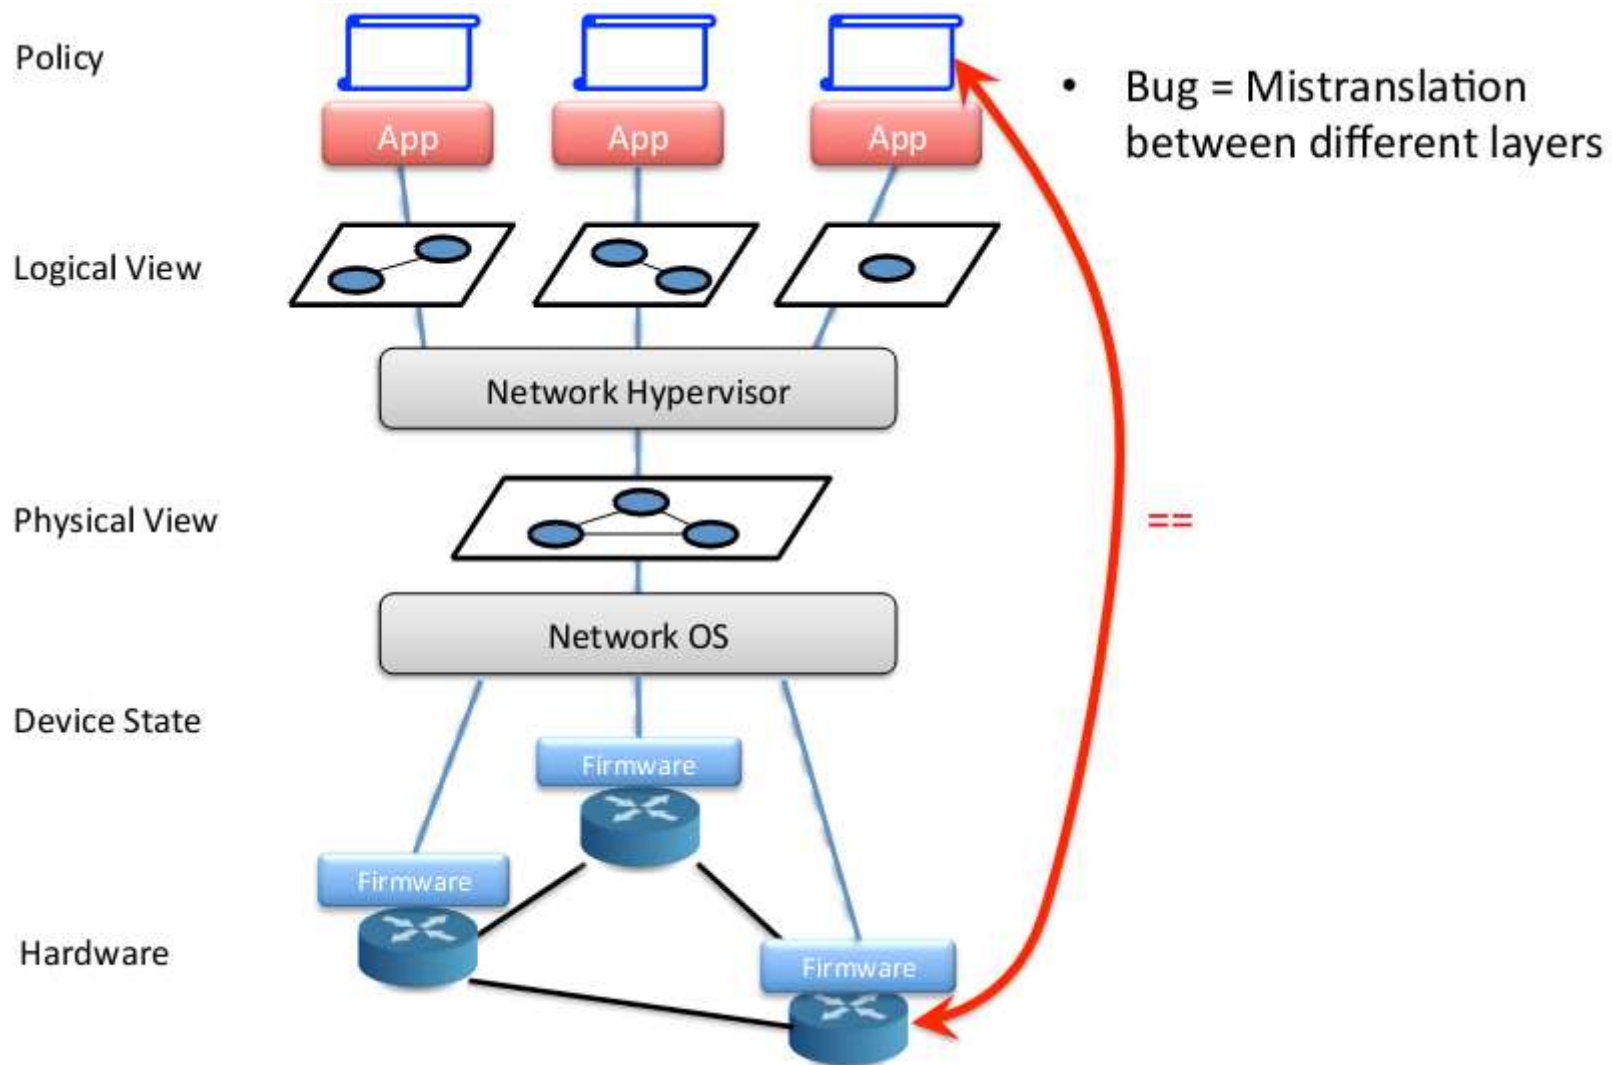 Policy
App
App
App
• Bug = Mistranslation
between different layers
Logical View
Network Hypervisor
Physical View
==
Network OS
Device State
Firmware
Firmware
Hardware
Firmware